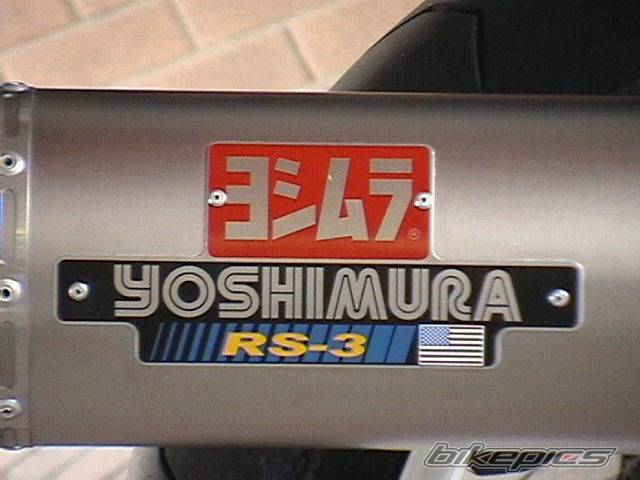 ヨシムラ®
YOSHIMURA
RS-3
bikepics